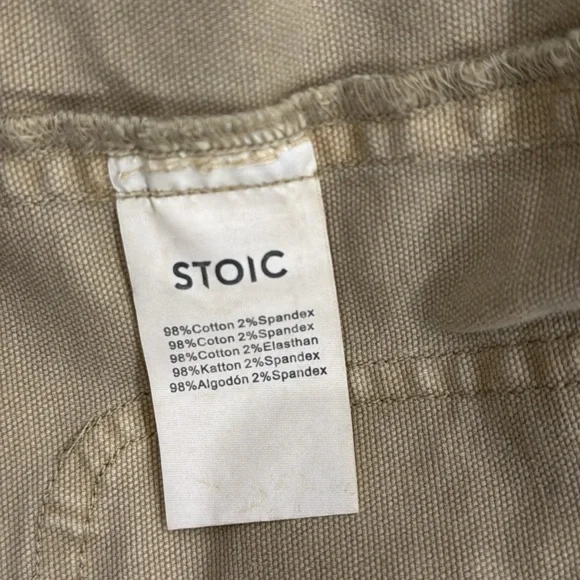 STOIC
98%Cotton 2%Spandex
98%Coton 2%Spandex
98%Cotton 2%Elasthan
98%Katton 2%Spandex
98%Algodón 2%Spandex